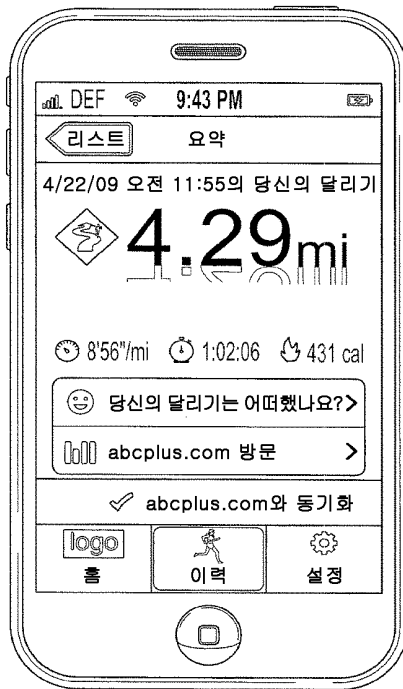 DEF 9:43 PM
리스트 요약
4/22/09 오전 11:55의 당신의 달리기
4.29mi
8'56"/mi 1:02:06 431 cal
당신의 달리기는 어떠했나요?>
abcplus.com 방문 >
abcplus.com와 동기화
logo
홈 이력 설정